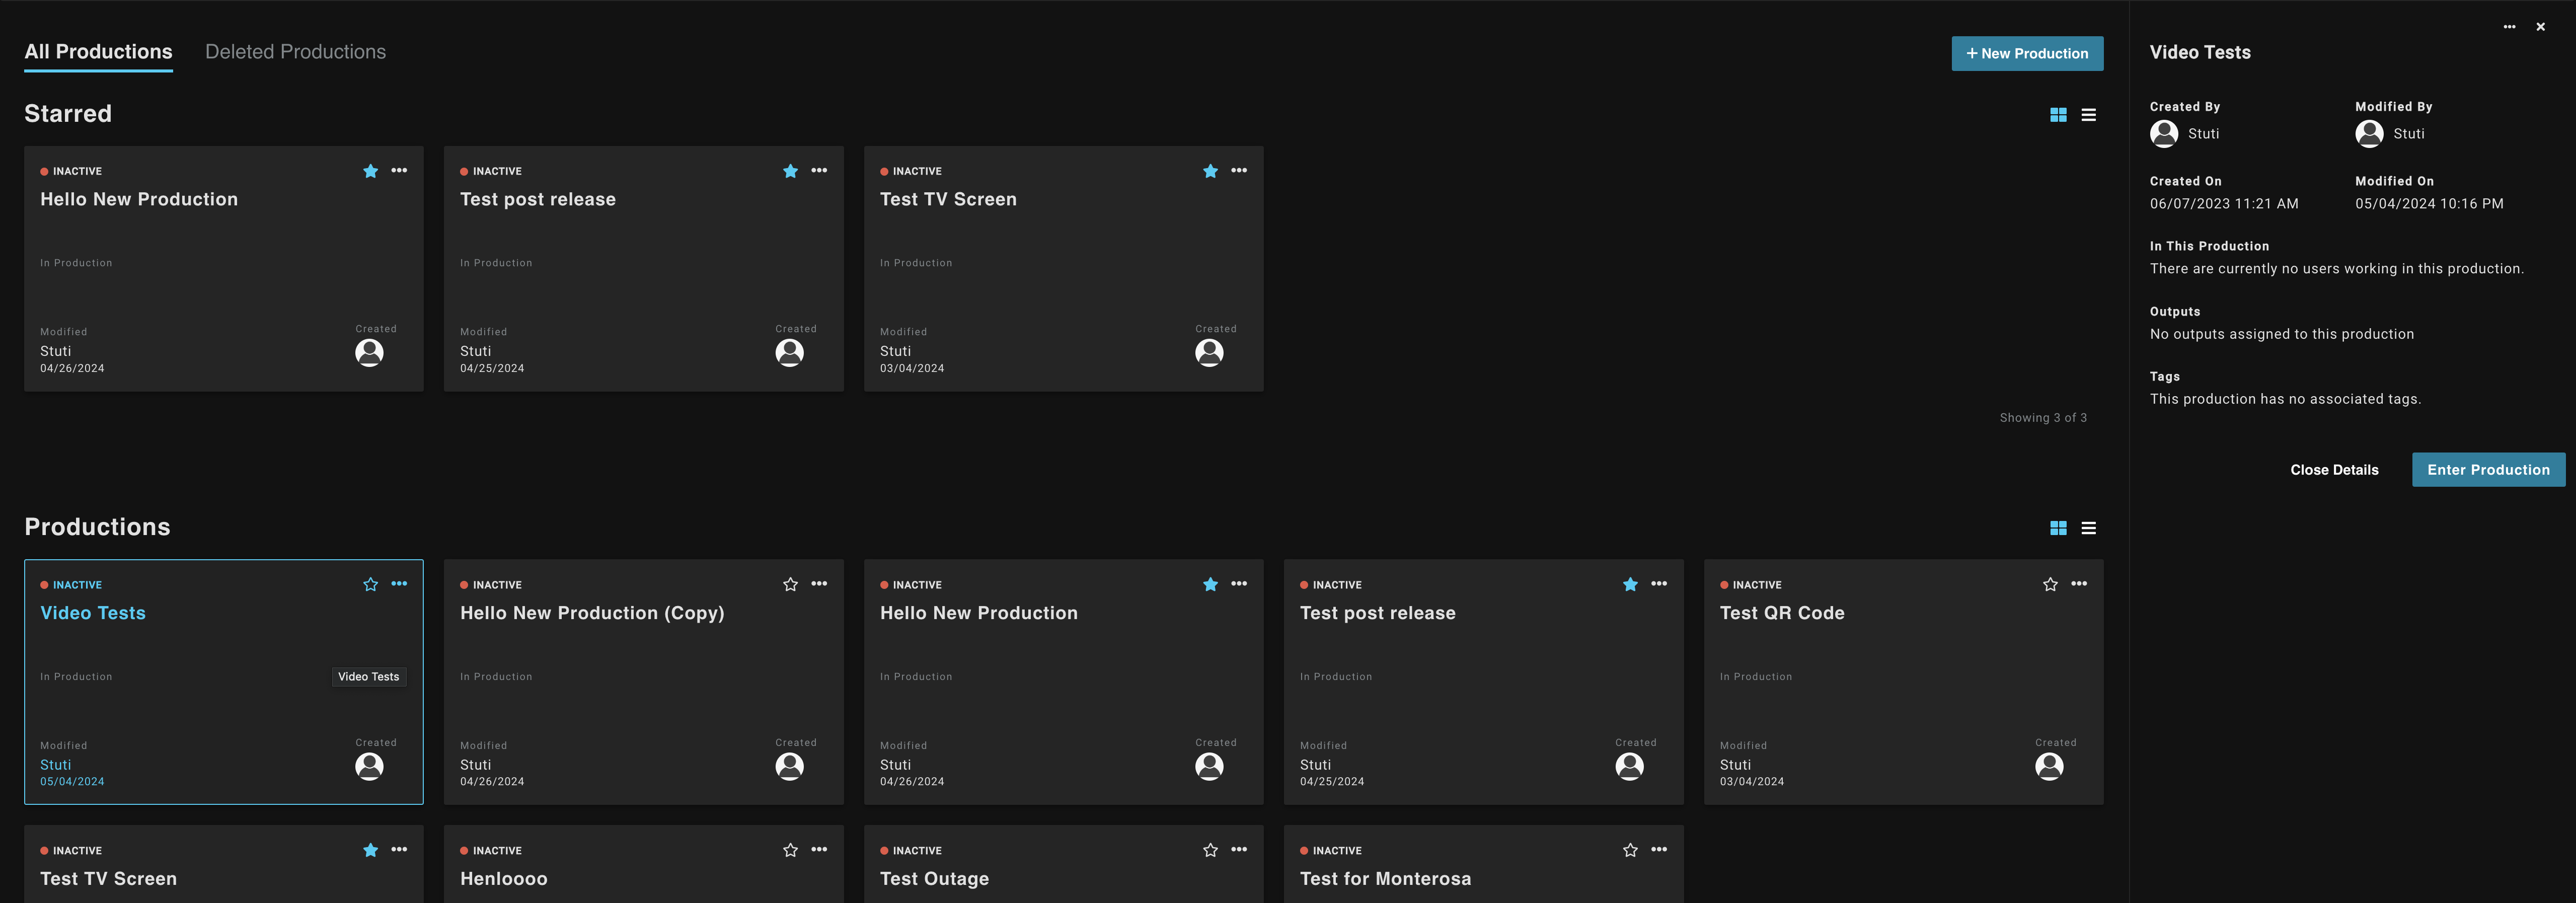 All Productions Deleted Productions
+ New Production
Starred
INACTIVE
Hello New Production
In Production
Modified
Stuti
04/26/2024
Created
INACTIVE
Test post release
In Production
Modified
Stuti
04/25/2024
Created
INACTIVE
Test TV Screen
In Production
Modified
Stuti
03/04/2024
Created
Showing 3 of 3
Productions
INACTIVE
Video Tests
In Production
Video Tests
Modified
Stuti
05/04/2024
Created
INACTIVE
Hello New Production (Copy)
In Production
Modified
Stuti
04/26/2024
Created
INACTIVE
Hello New Production
In Production
Modified
Stuti
04/26/2024
Created
INACTIVE
Test post release
In Production
Modified
Stuti
04/25/2024
Created
INACTIVE
Test QR Code
In Production
Modified
Stuti
03/04/2024
Created
INACTIVE
Test TV Screen
INACTIVE
Henloooo
INACTIVE
Test Outage
INACTIVE
Test for Monterosa
Video Tests
Created By
Stuti
Modified By
Stuti
Created On
06/07/2023 11:21 AM
Modified On
05/04/2024 10:16 PM
In This Production
There are currently no users working in this production.
Outputs
No outputs assigned to this production
Tags
This production has no associated tags.
Close Details
Enter Production